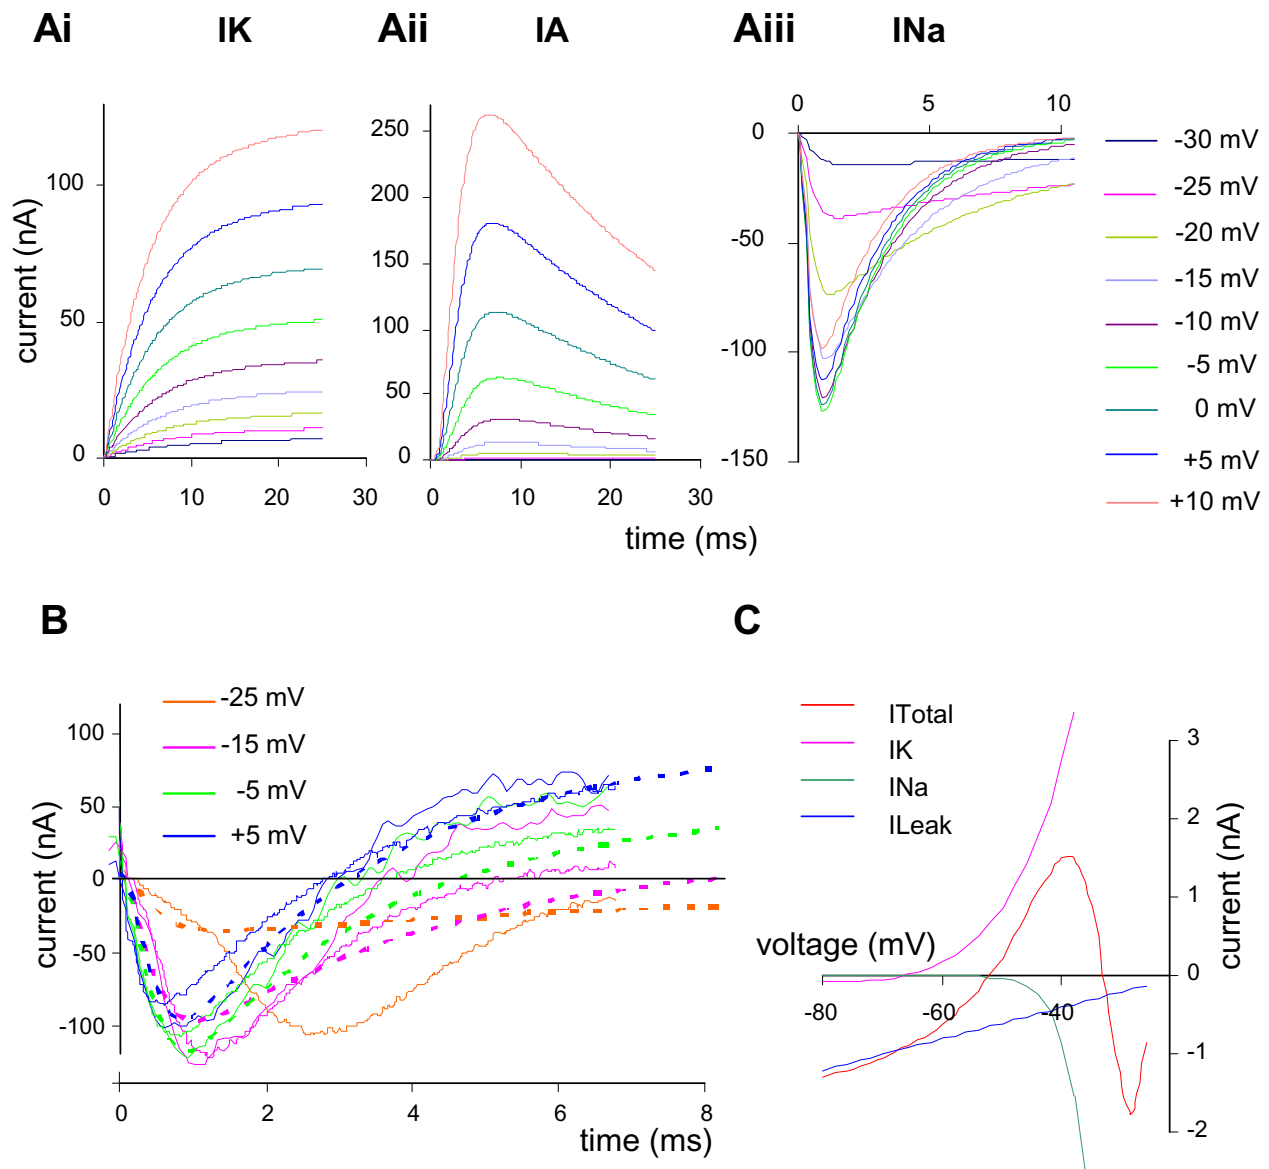 Ai IK Aii IA Aiii INa
current (nA)
100
50
0
0 10 20 30
250
200
150
100
50
0
0 10 20 30
0 5 10
0
-50
-100
-150
time (ms)
-30 mV
-25 mV
-20 mV
-15 mV
-10 mV
-5 mV
0 mV
+5 mV
+10 mV
B
current (nA)
100
50
0
-50
-100
-25 mV
-15 mV
-5 mV
+5 mV
0 2 4 6 8
time (ms)
C
ITotal
IK
INa
ILeak
voltage (mV)
-80 -60 -40
3
2
1
0
-1
-2
current (nA)